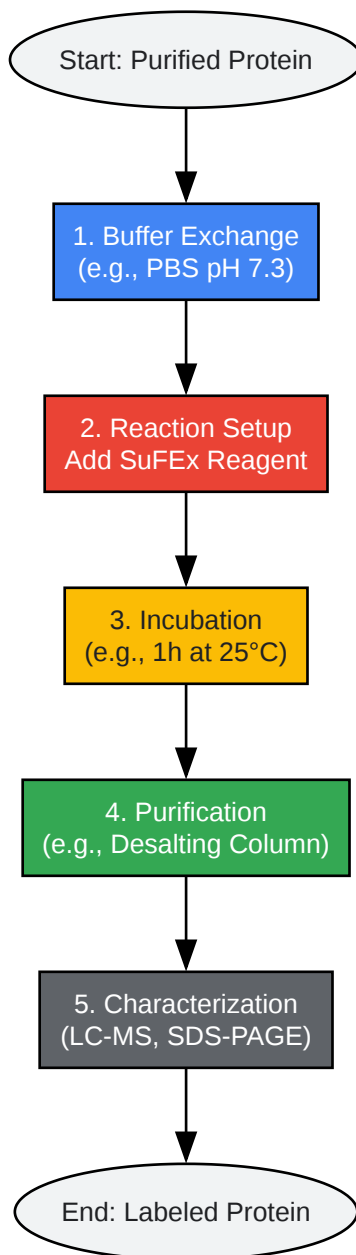 Start: Purified Protein
1. Buffer Exchange
(e.g., PBS pH 7.3)
2. Reaction Setup
Add SuFEx Reagent
3. Incubation
(e.g., 1h at 25°C)
4. Purification
(e.g., Desalting Column)
5. Characterization
(LC-MS, SDS-PAGE)
End: Labeled Protein